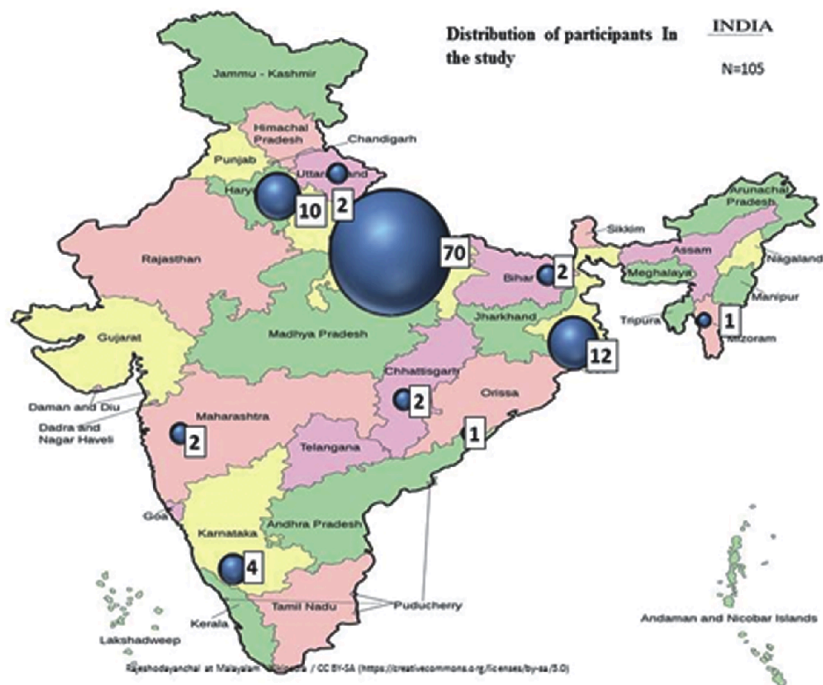 Distribution of participants In
the study
INDIA
N=105
Jammu - Kashmir
Himachal
Pradesh
Chandigarh
Punjab
10
2
70
Rajasthan
Bihar
2
Sikkim
Arunachal
Pradesh
Assam
Nagaland
Meghalaya
Manipur
Tripura
1
Gujarat
Madhya Pradesh
Jharkhand
12
Chhattisgarh
2
Orissa
1
Daman and Diu
Dadra and
Nagar Haveli
Maharashtra
2
Telangana
Goa
Karnataka
Andhra Pradesh
4
Kerala
Tamil Nadu
Puducherry
Lakshadweep
Andaman and Nicobar Islands
at Malayalam / CC BY-SA (https://creativecommons.org/licenses/by-sa/3.0)